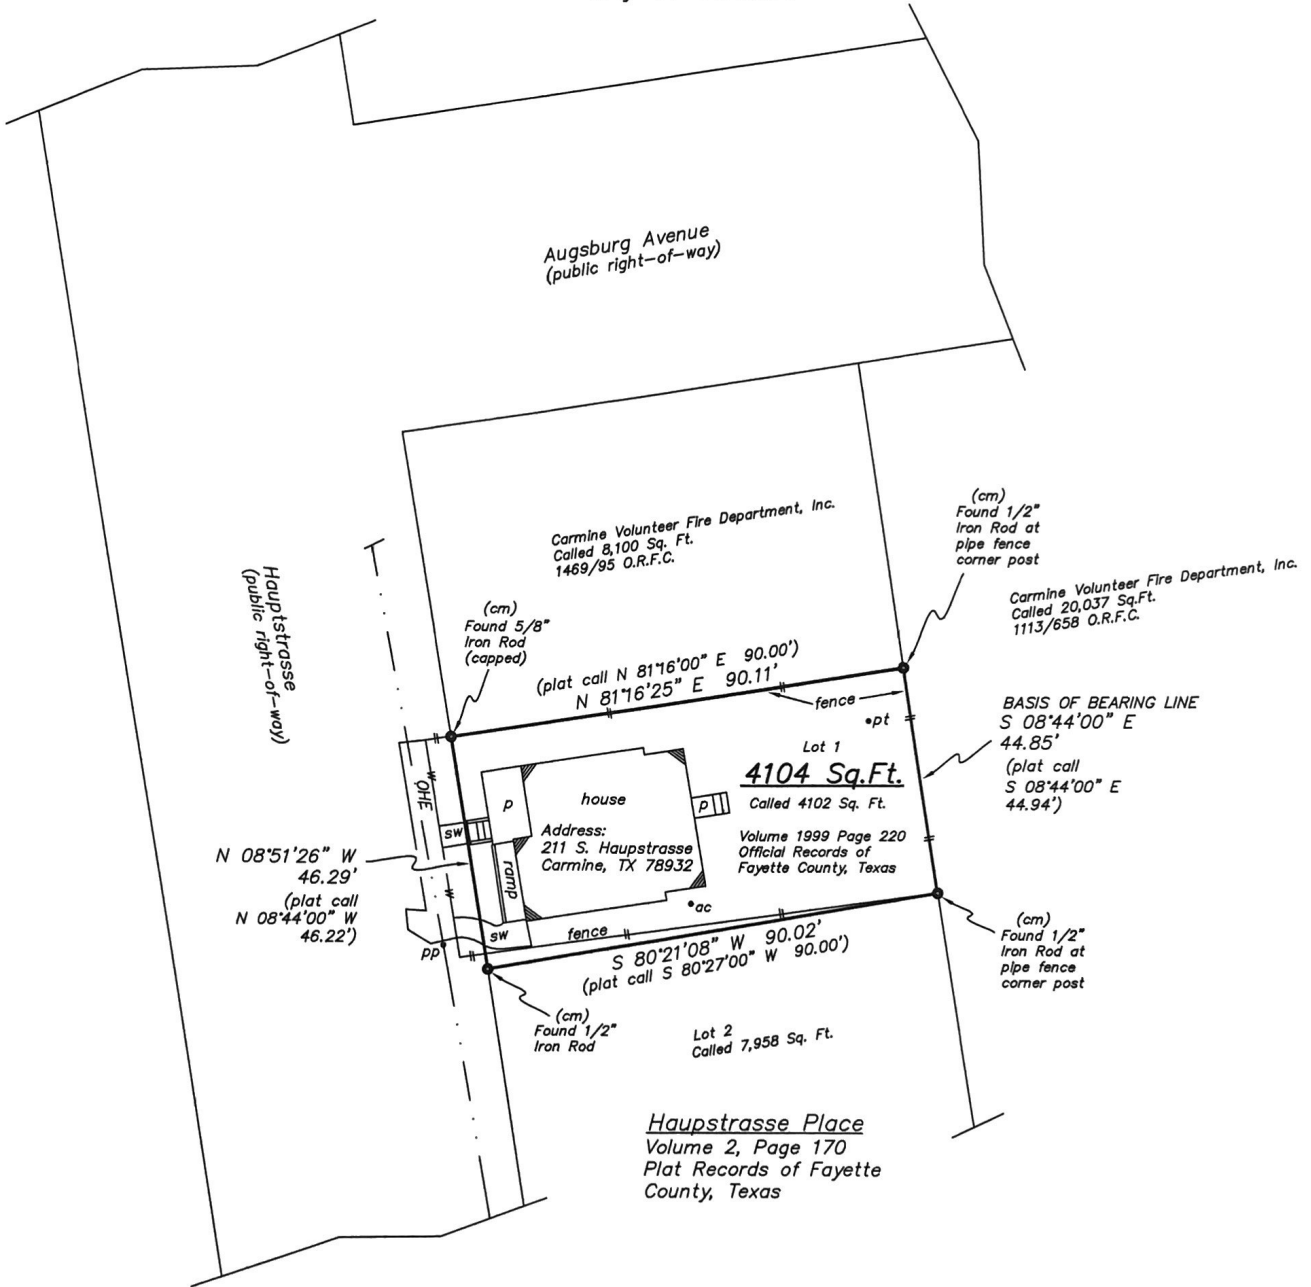 Augsburg Avenue
(public right-of-way)
Carmine Volunteer Fire Department, Inc.
Called 8,100 Sq. Ft.
1469/95 O.R.F.C.
(cm)
Found 1/2"
Iron Rod at
pipe fence
corner post
Carmine Volunteer Fire Department, Inc.
Called 20,037 Sq.Ft.
1113/658 O.R.F.C.
Hauptstrasse
(public right-of-way)
(cm)
Found 5/8"
Iron Rod
(capped)
(plat call N 81°16'00" E 90.00')
N 81°16'25" E 90.11'
fence
pt
BASIS OF BEARING LINE
S 08°44'00" E
44.85'
(plat call
S 08°44'00" E
44.94')
Lot 1
4104 Sq.Ft.
Called 4102 Sq. Ft.
Volume 1999 Page 220
Official Records of
Fayette County, Texas
OHE
p
house
p
sw
Address:
211 S. Haupstrasse
Carmine, TX 78932
ramp
N 08°51'26" W
46.29'
(plat call
N 08°44'00" W
46.22')
ac
sw
fence
pp
S 80°21'08" W 90.02'
(plat call S 80°27'00" W 90.00')
(cm)
Found 1/2"
Iron Rod at
pipe fence
corner post
(cm)
Found 1/2"
Iron Rod
Lot 2
Called 7,958 Sq. Ft.
Haupstrasse Place
Volume 2, Page 170
Plat Records of Fayette
County, Texas